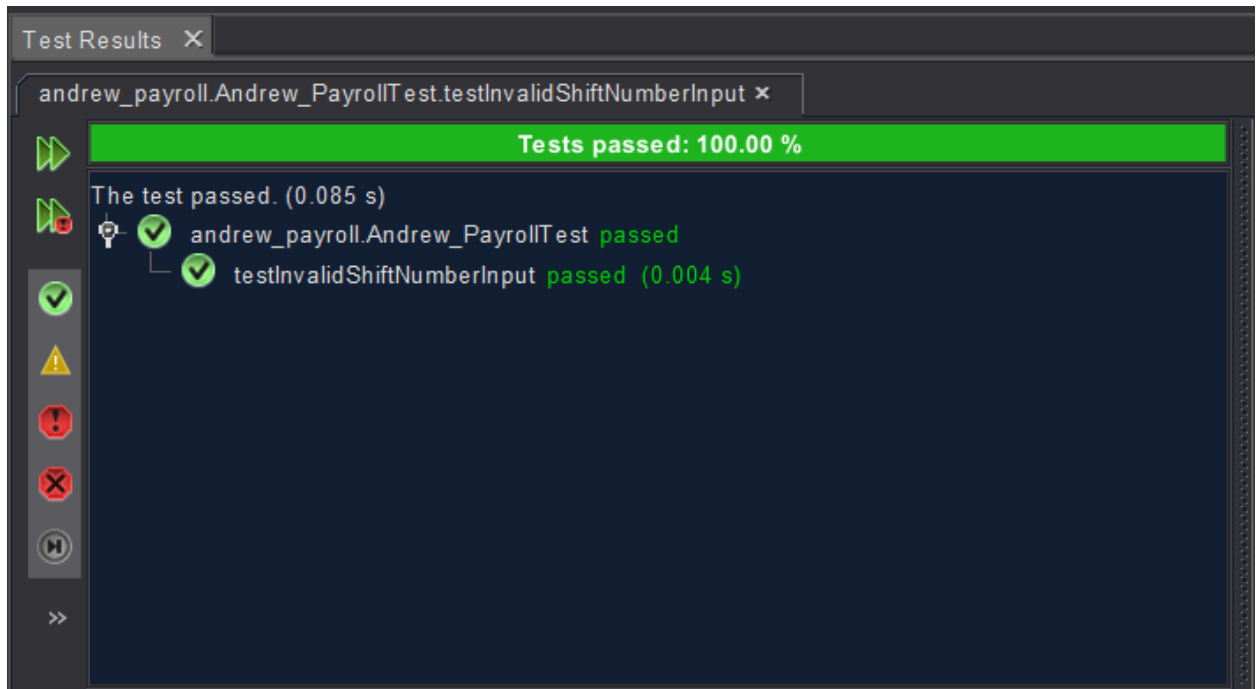 Test Results
andrew_payroll.Andrew_PayrollTest.testInvalidShiftNumberInput
Tests passed: 100.00 %
The test passed. (0.085 s)
andrew_payroll.Andrew_PayrollTest passed
testInvalidShiftNumberInput passed (0.004 s)